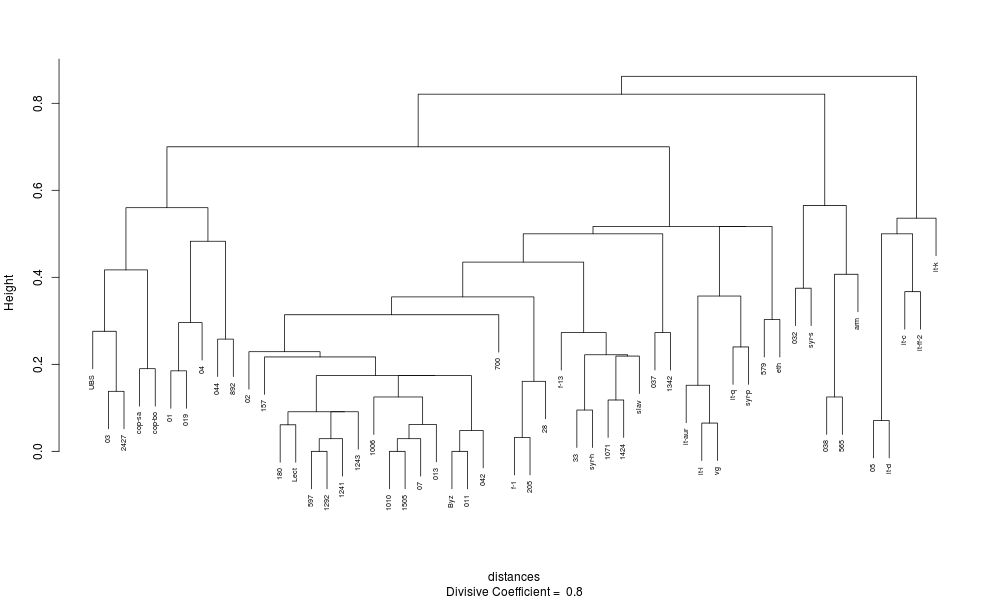 Height
0.8
0.6
0.4
0.2
0.0
UBS
03
2427
cop-sa
cop-bo
01
019
04
044
892
02
157
180
Lect
597
1292
1241
1243
1006
1010
1505
07
013
Byz
011
042
700
f-1
205
28
f-13
33
syr-h
1071
1424
slav
037
1342
it-aur
it-l
vg
it-q
syr-p
579
eth
032
syr-s
038
565
arm
05
it-d
it-c
it-ff-2
it-k
distances
Divisive Coefficient = 0.8